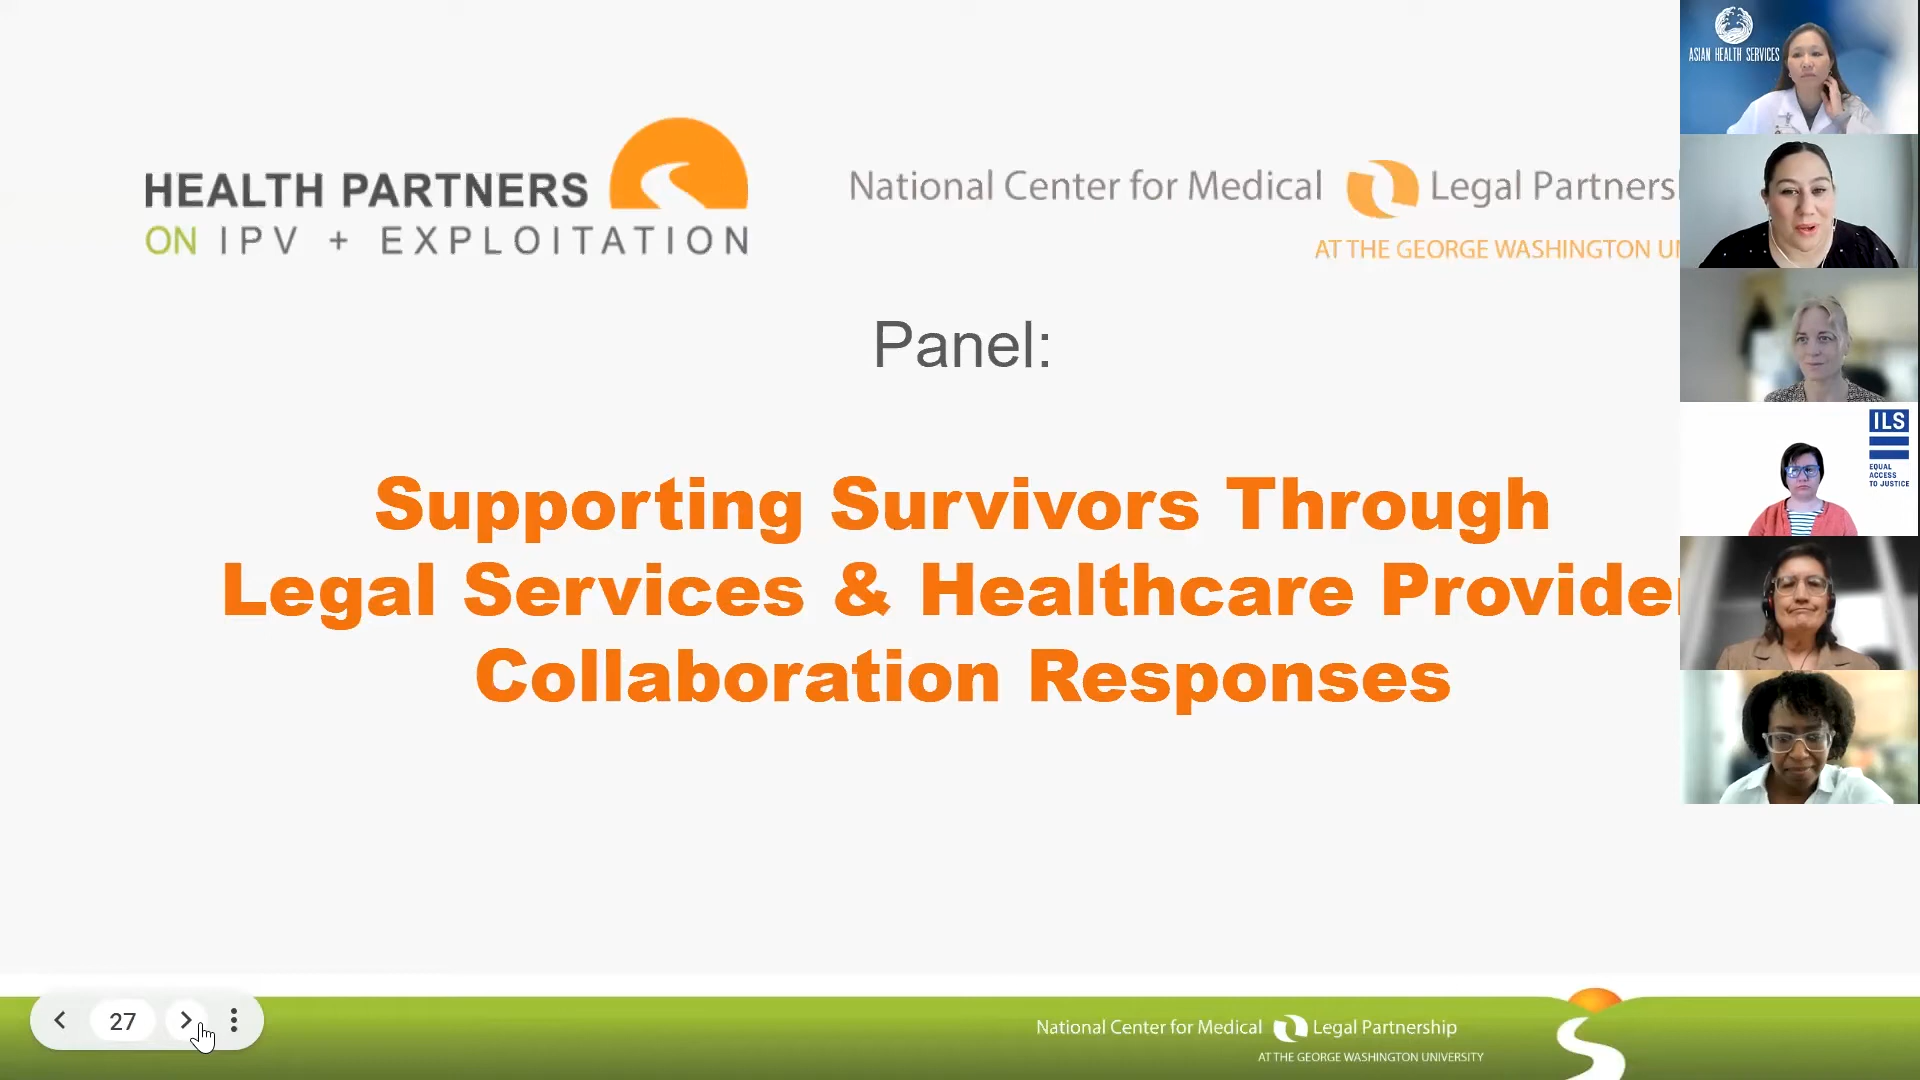 HEALTH PARTNERS
ON IPV + EXPLOITATION
National Center for Medical Legal Partners
AT THE GEORGE WASHINGTON U
Panel:
Supporting Survivors Through
Legal Services & Healthcare Provide
Collaboration Responses
ASIAN HEALTH SERVICES
ILS
EQUAL
ACCESS
TO JUSTICE
27
National Center for Medical Legal Partnership
AT THE GEORGE WASHINGTON UNIVERSITY